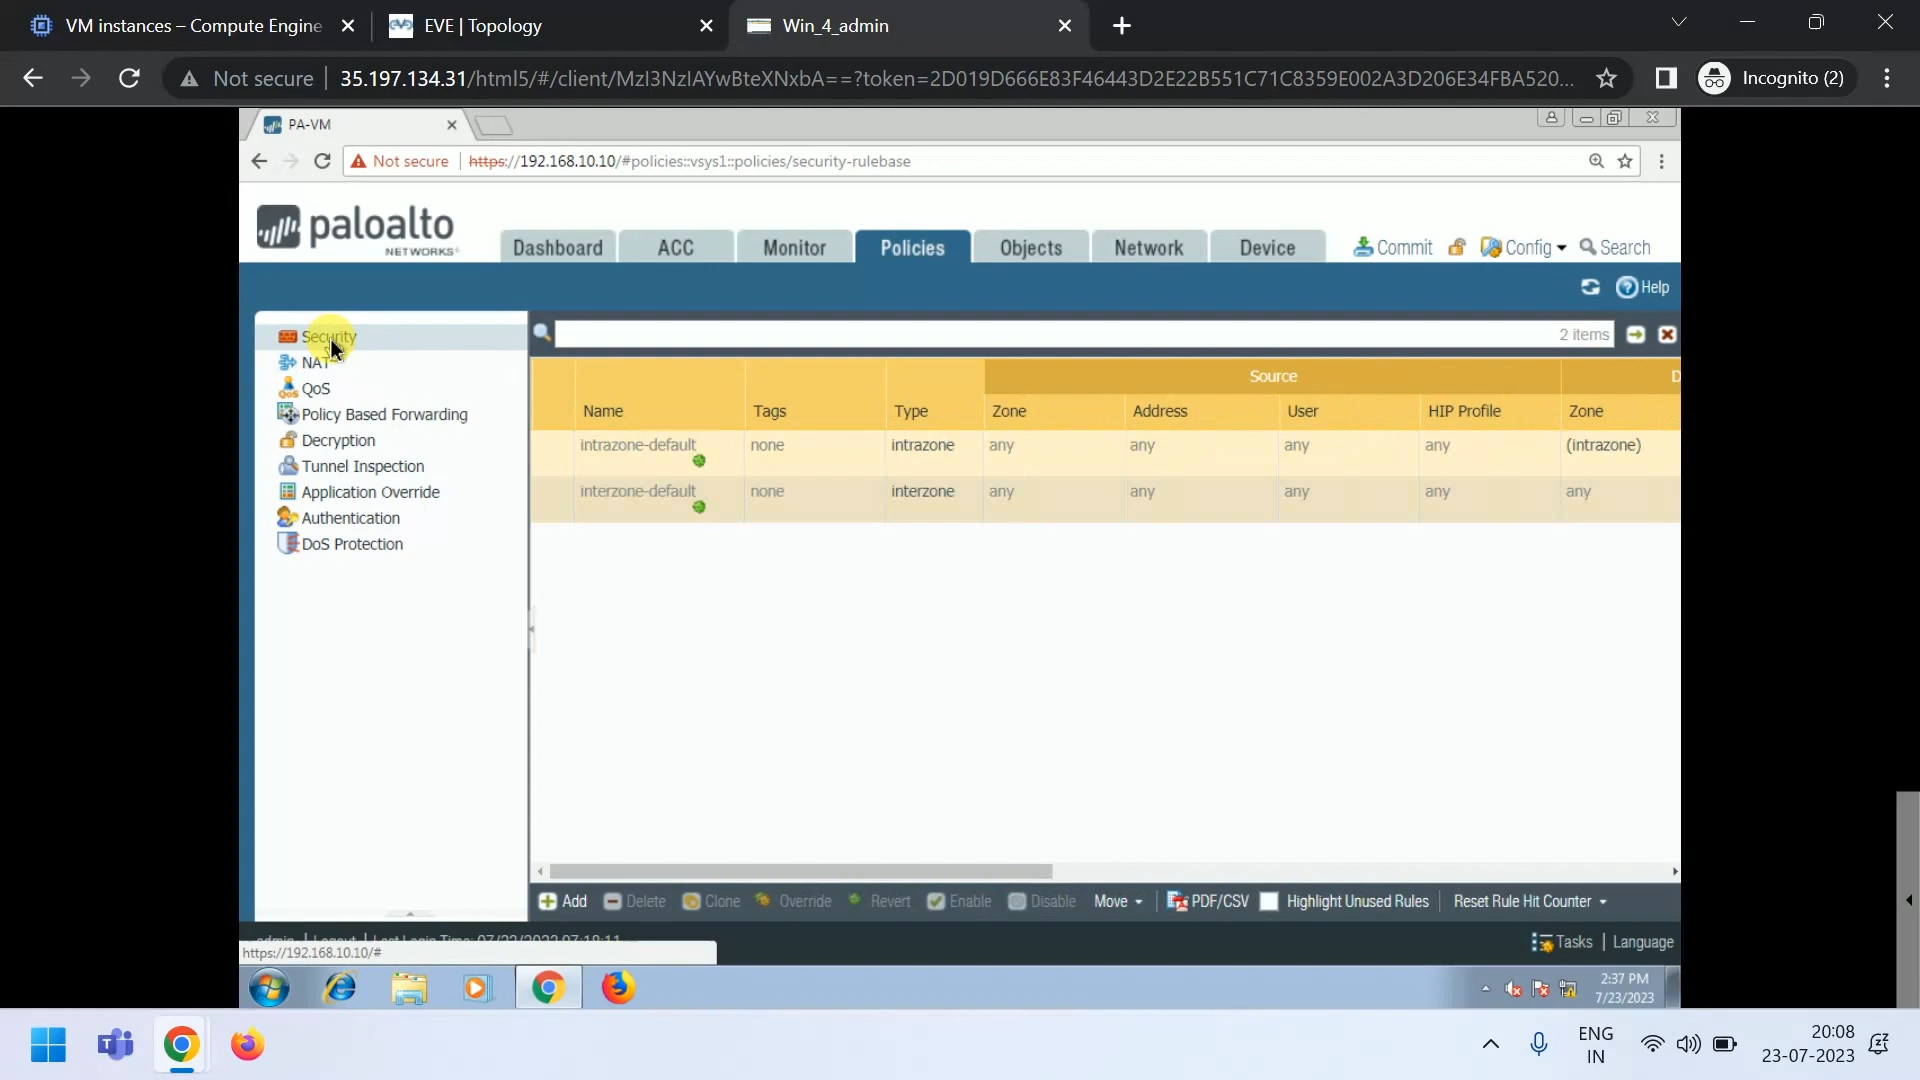 VM instances – Compute Engine
EVE | Topology
Win_4_admin
Not secure
35.197.134.31/html5/#/client/MzI3NzIAYwBteXNxbA==?token=2D019D666E83F46443D2E22B551C71C8359E002A3D206E34FBA520...
Incognito (2)
PA-VM
Not secure
https://192.168.10.10/#policies::vsys1::policies/security-rulebase
paloalto
NETWORKS
Dashboard
ACC
Monitor
Policies
Objects
Network
Device
Commit
Config
Search
Help
Security
NAT
QoS
Policy Based Forwarding
Decryption
Tunnel Inspection
Application Override
Authentication
DoS Protection
2 items
Source
D
Name Tags Type Zone Address User HIP Profile Zone
intrazone-default none intrazone any any any any (intrazone)
interzone-default none interzone any any any any any
Add Delete Clone Override Revert Enable Disable Move PDF/CSV Highlight Unused Rules Reset Rule Hit Counter
Tasks | Language
https://192.168.10.10/#
2:37 PM
7/23/2023
ENG
IN
20:08
23-07-2023